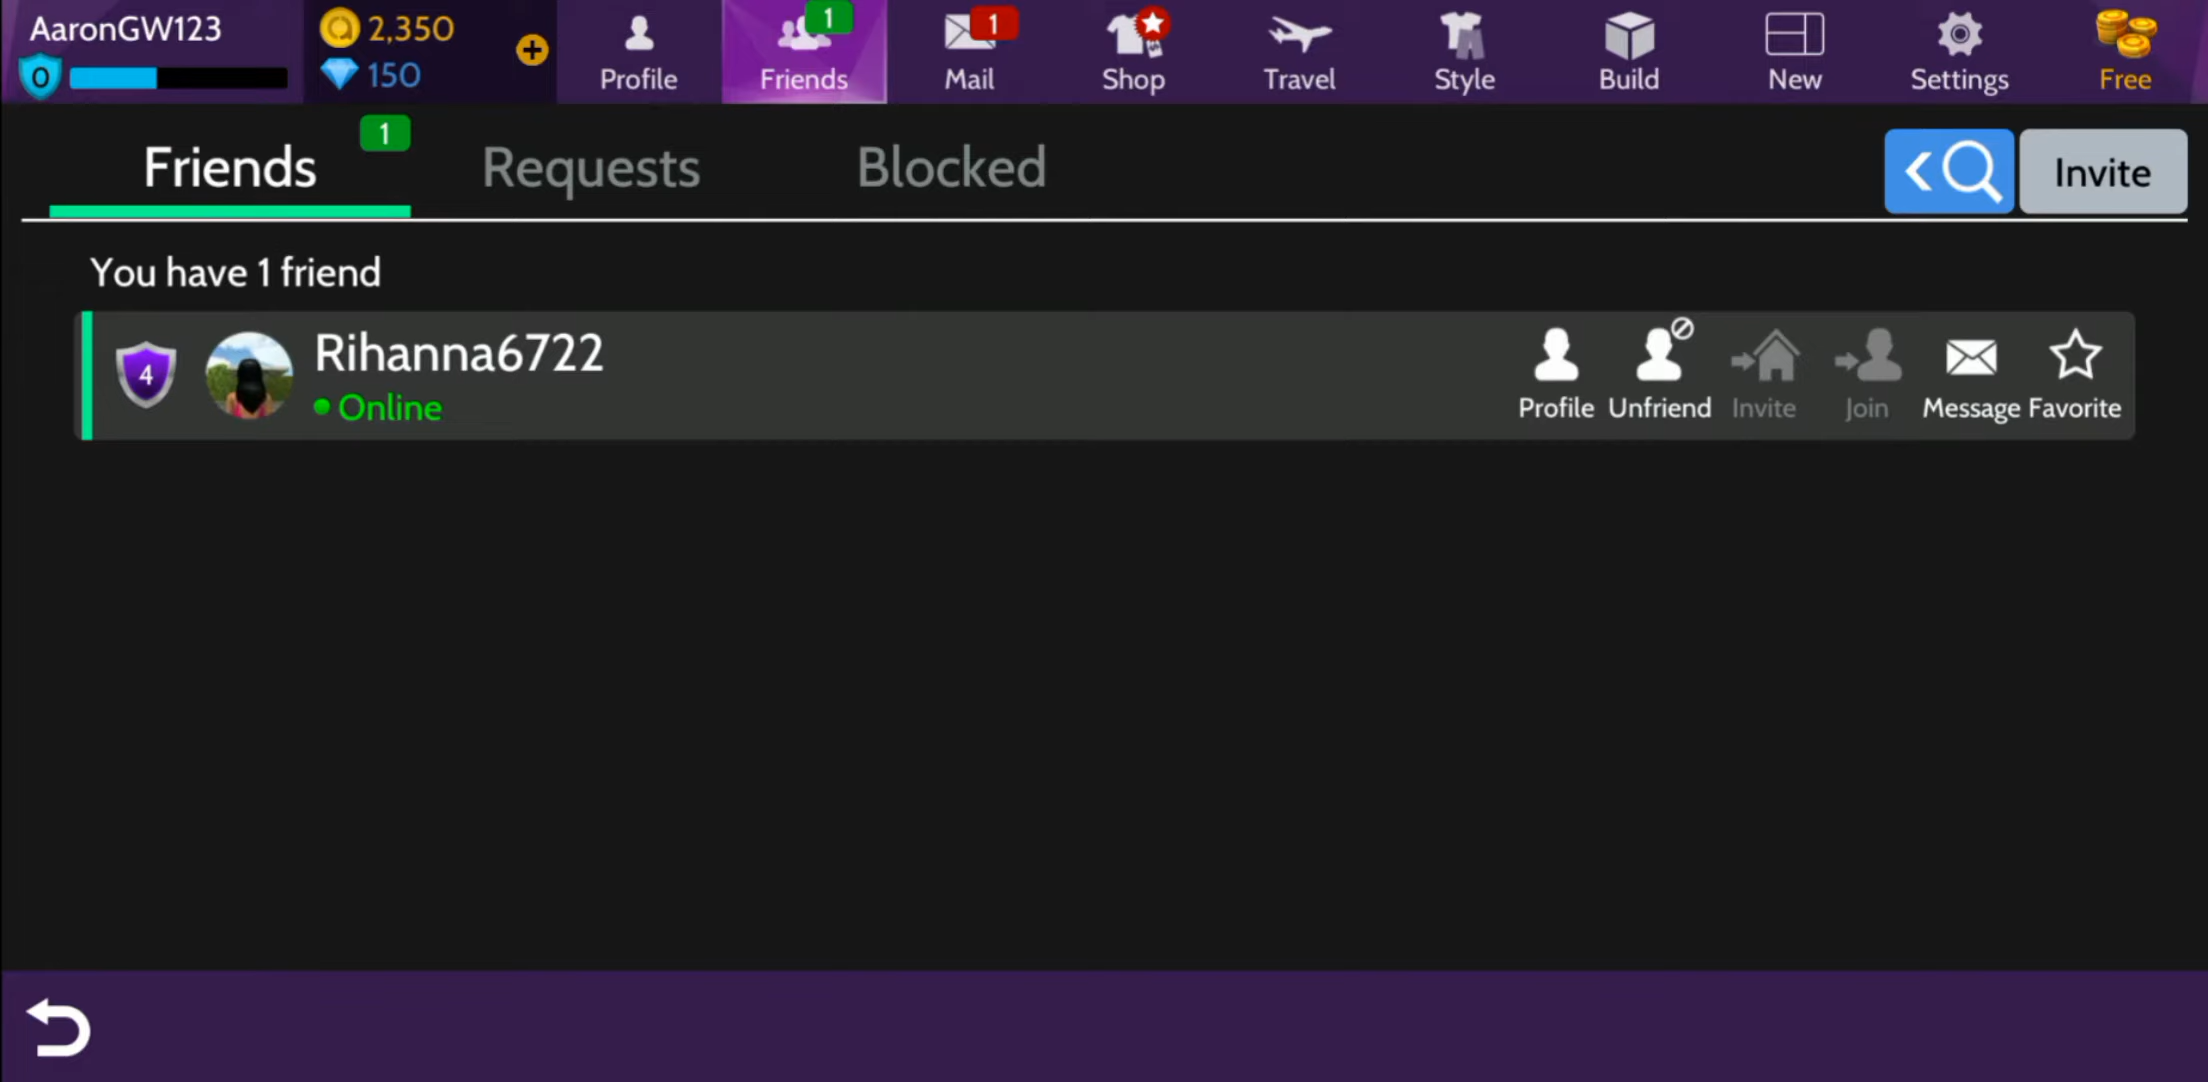 AaronGW123
0
2,350
150
Profile
1
Friends
1
Mail
Shop
Travel
Style
Build
New
Settings
Free
Friends
1
Requests
Blocked
Invite
You have 1 friend
4
Rihanna6722
Online
Profile
Unfriend
Invite
Join
Message
Favorite